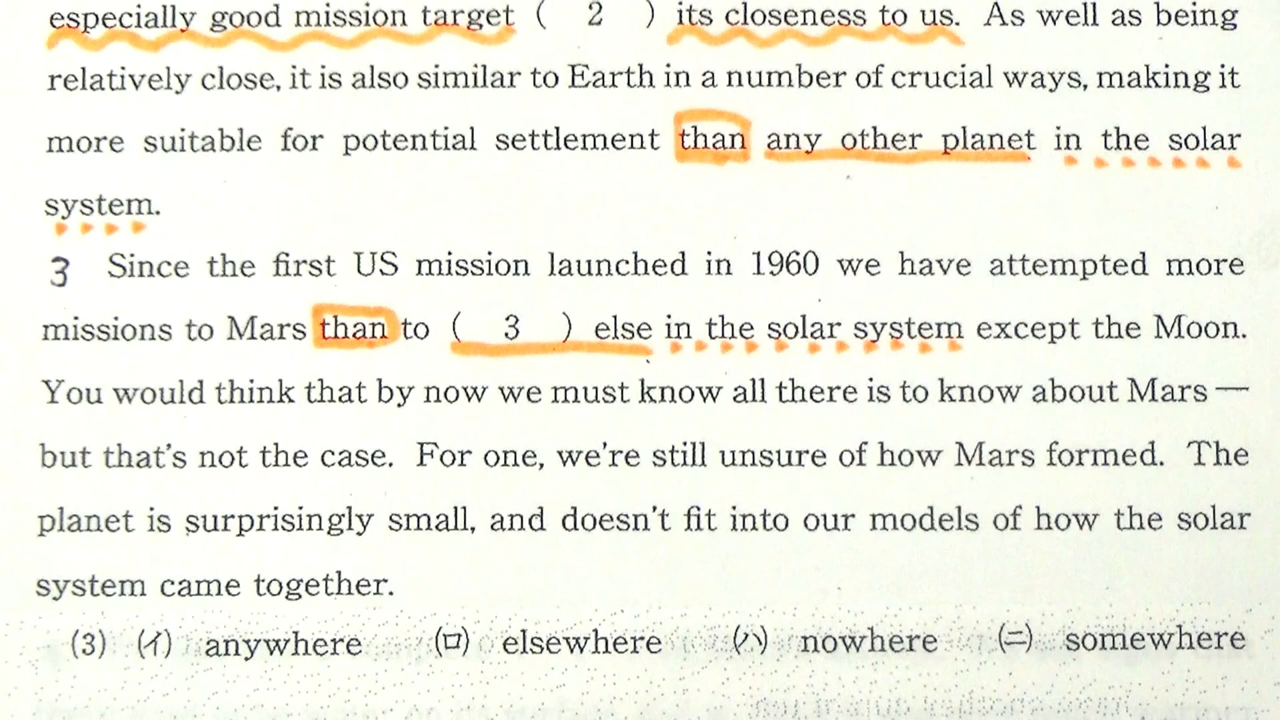 especially good mission target ( 2 ) its closeness to us. As well as being
relatively close, it is also similar to Earth in a number of crucial ways, making it
more suitable for potential settlement than any other planet in the solar
system.
3 Since the first US mission launched in 1960 we have attempted more
missions to Mars than to ( 3 ) else in the solar system except the Moon.
You would think that by now we must know all there is to know about Mars —
but that's not the case. For one, we're still unsure of how Mars formed. The
planet is surprisingly small, and doesn't fit into our models of how the solar
system came together.
(3) (イ) anywhere (ロ) elsewhere (ハ) nowhere (ニ) somewhere